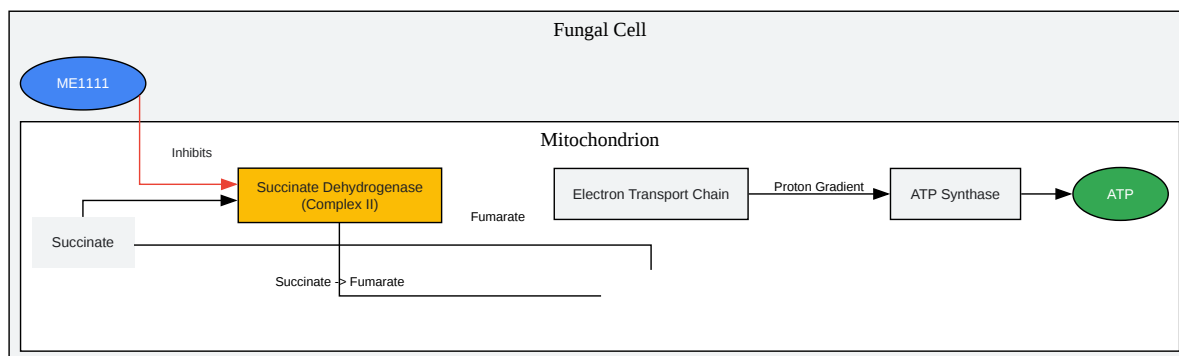 Fungal Cell
ME1111
Mitochondrion
Inhibits
Succinate Dehydrogenase
(Complex II)
Electron Transport Chain
Proton Gradient
ATP Synthase
ATP
Fumarate
Succinate
Succinate -> Fumarate